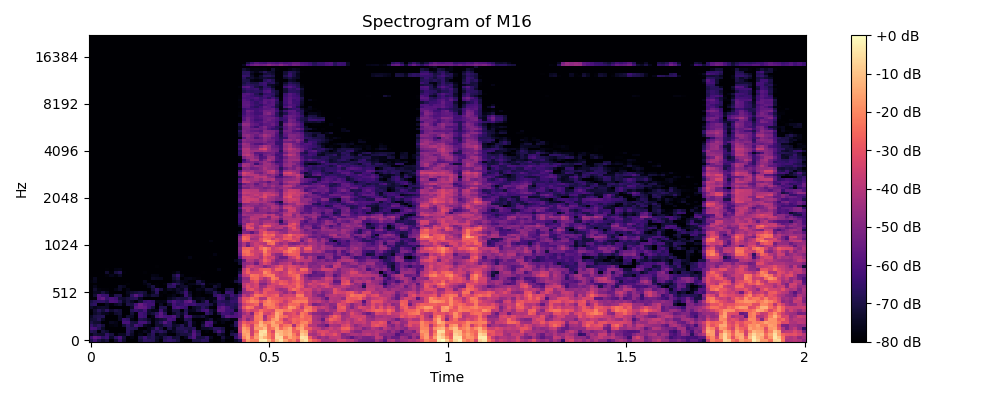 Spectrogram of M16
16384
8192
4096
2048
1024
512
0
Hz
0
0.5
1
1.5
2
Time
+0 dB
-10 dB
-20 dB
-30 dB
-40 dB
-50 dB
-60 dB
-70 dB
-80 dB